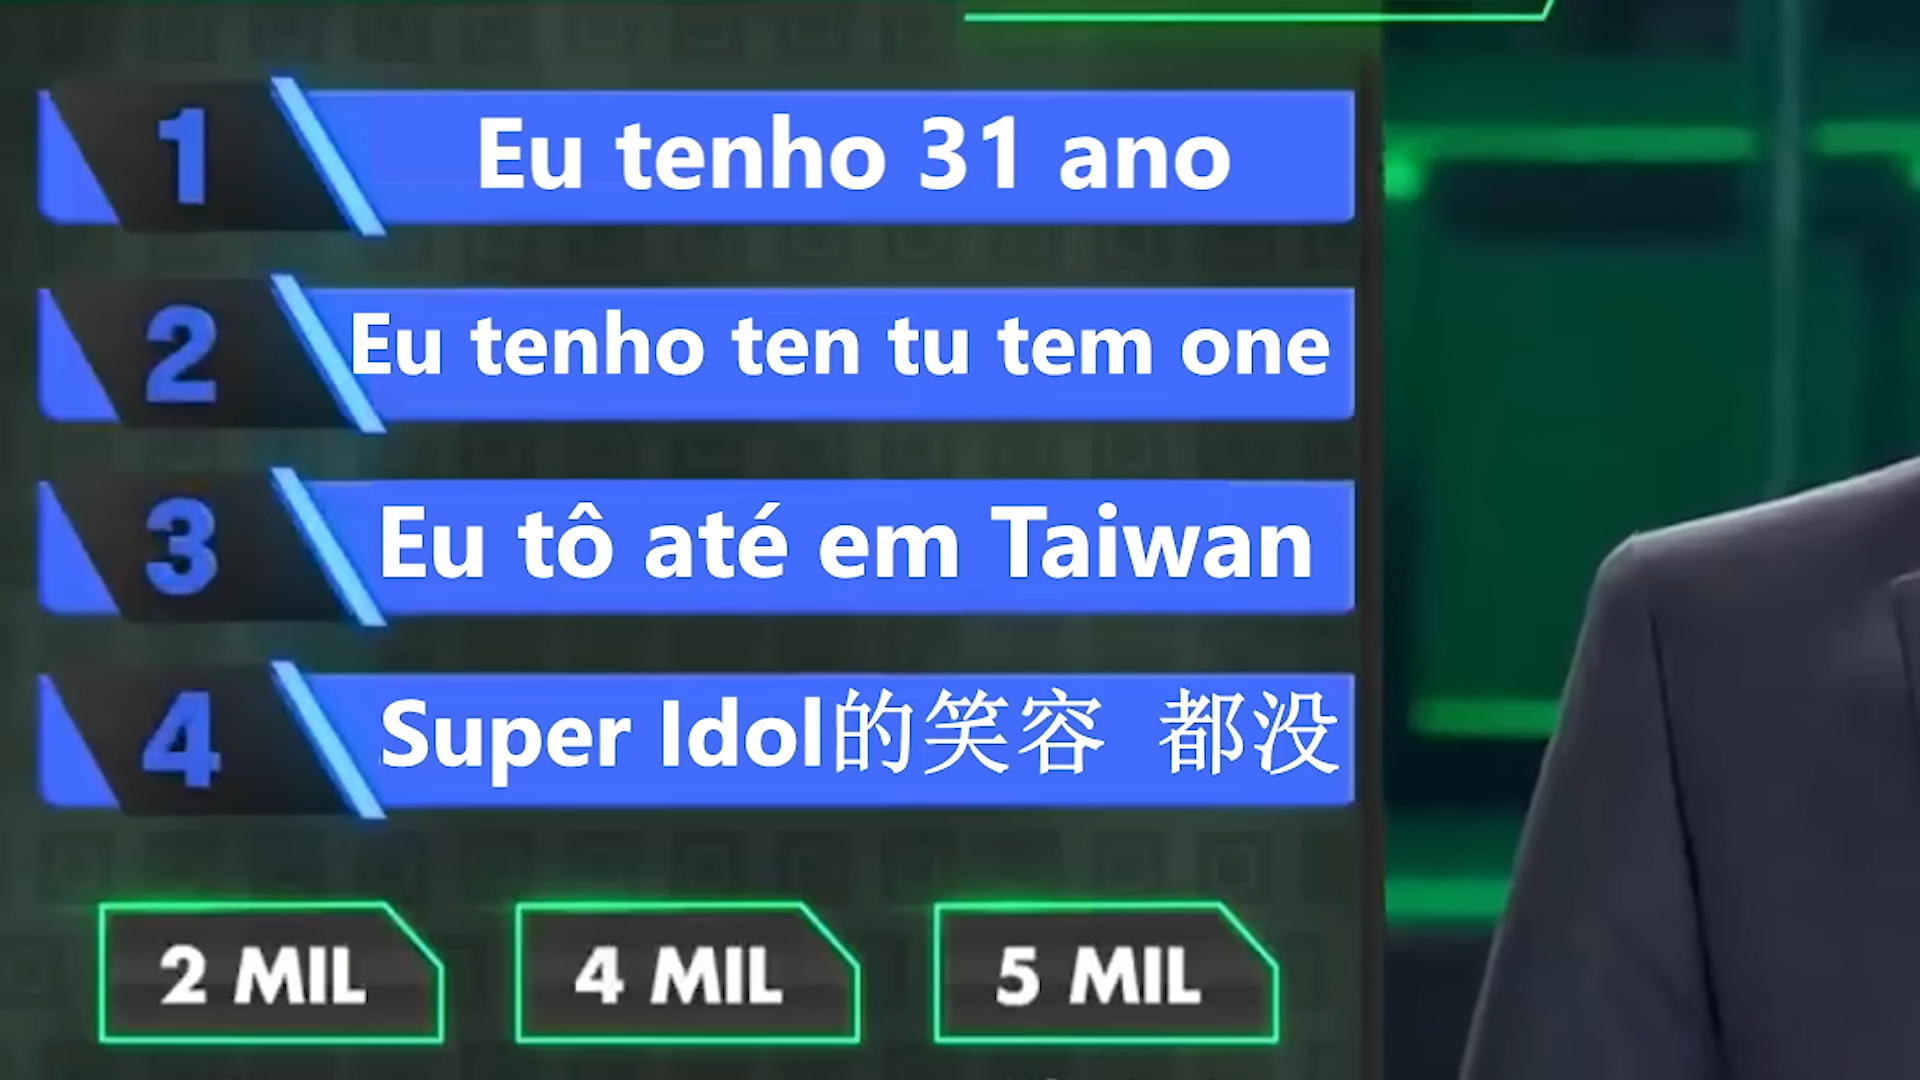 1 Eu tenho 31 ano
2 Eu tenho ten tu tem one
3 Eu tô até em Taiwan
4 Super Idol的笑容 都没
2 MIL 4 MIL 5 MIL